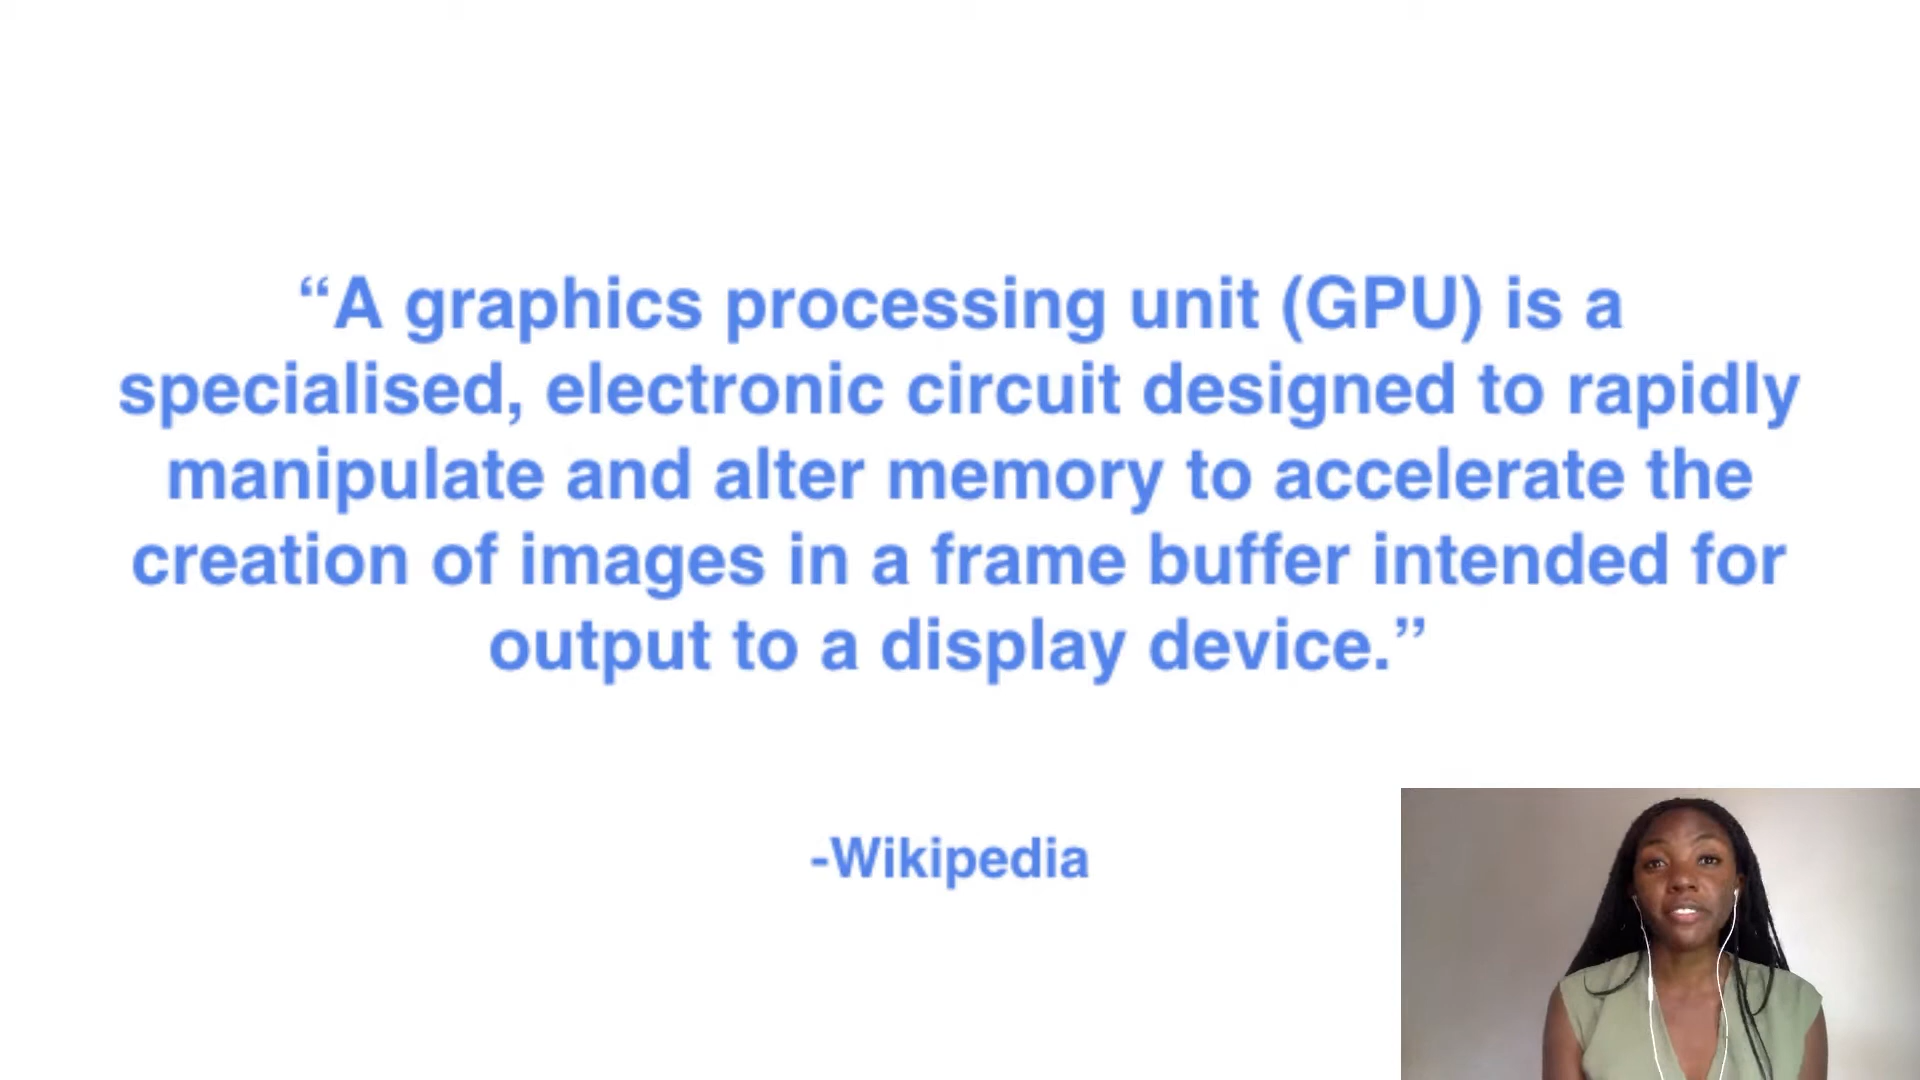 “A graphics processing unit (GPU) is a
specialised, electronic circuit designed to rapidly
manipulate and alter memory to accelerate the
creation of images in a frame buffer intended for
output to a display device.”
-Wikipedia